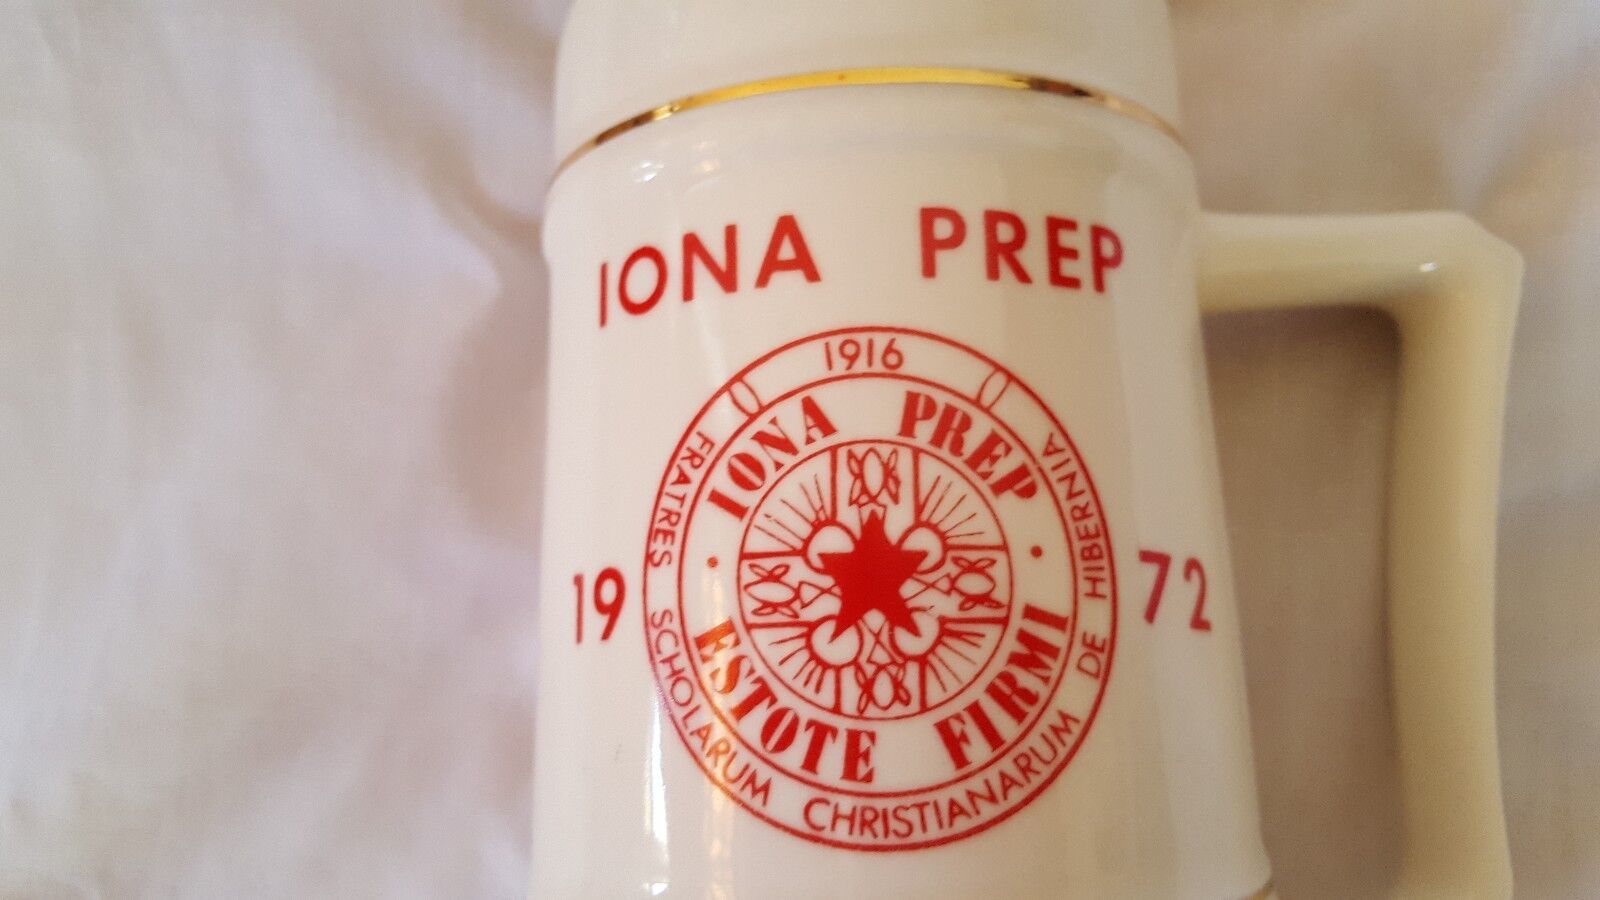 IONA PREP
19 72
1916
FRATRES SCHOLARUM CHRISTIANARUM DE HIBERNIA
IONA PREP
ESTOTE FIRMI